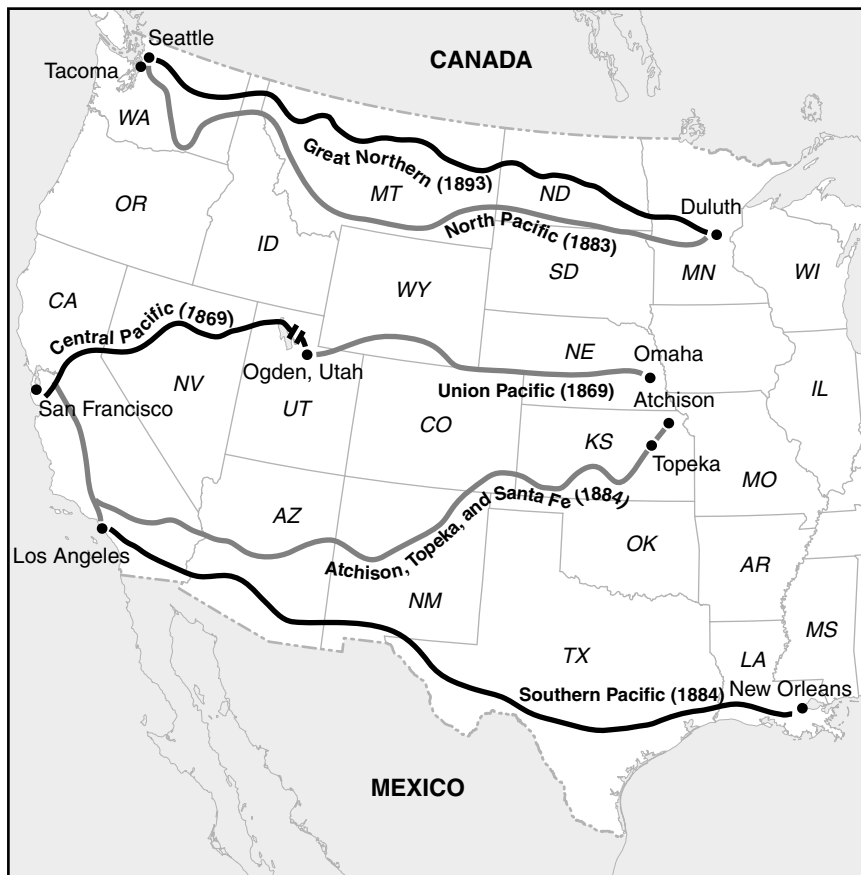 Seattle
CANADA
Tacoma
WA
Great Northern (1893)
MT
ND
OR
Duluth
North Pacific (1883)
ID
SD
MN
WI
WY
CA
Central Pacific (1869)
NE
Omaha
Ogden, Utah
NV
Union Pacific (1869)
Atchison
IL
San Francisco
UT
CO
KS
Topeka
MO
Atchison, Topeka, and Santa Fe (1884)
AZ
Los Angeles
OK
AR
NM
MS
TX
LA
Southern Pacific (1884)
New Orleans
MEXICO